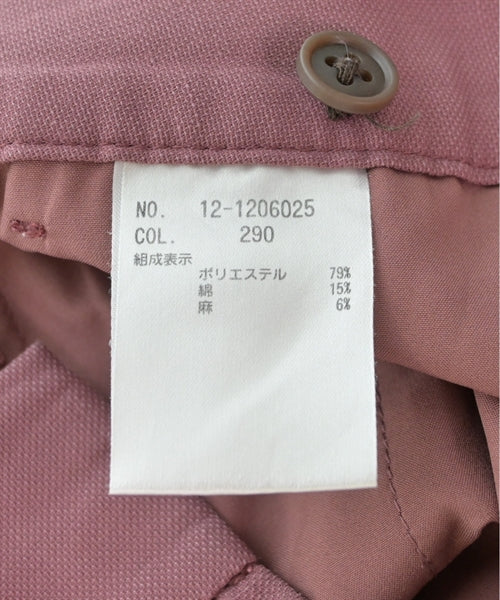 NO. 12-1206025
COL. 290
組成表示
ポリエステル 79%
綿 15%
麻 6%